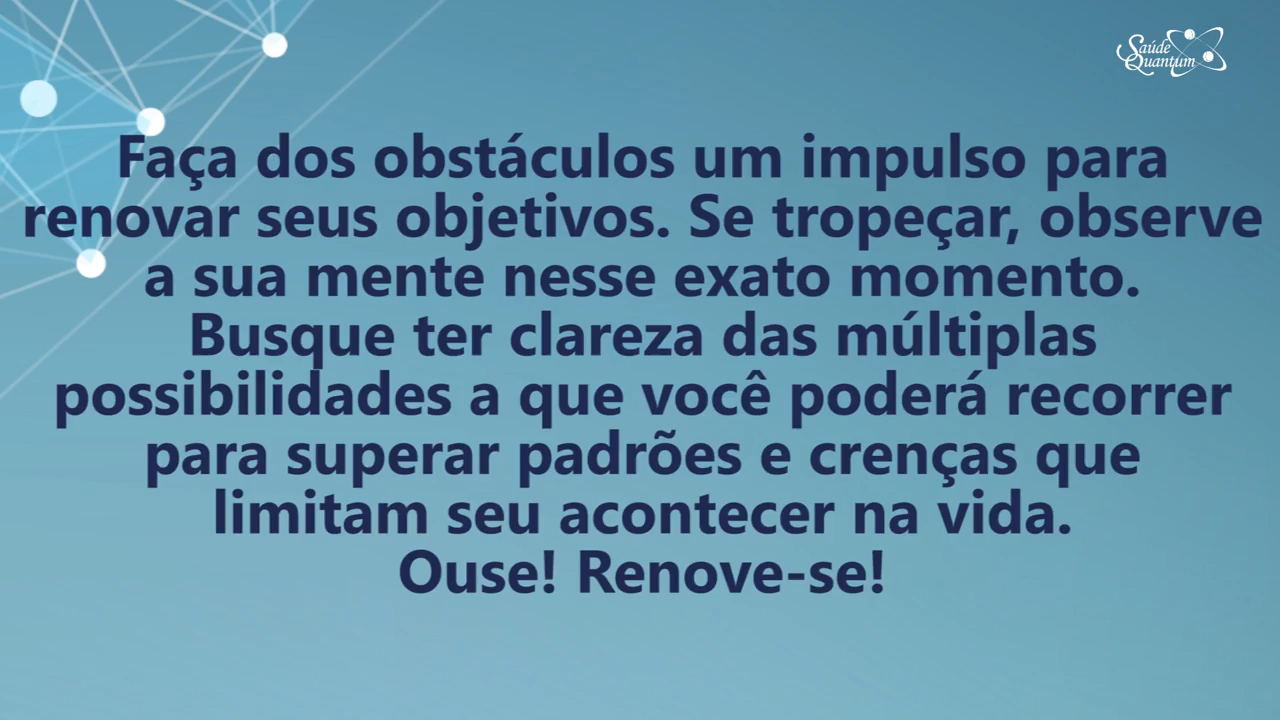 Saúde
Quantum
Faça dos obstáculos um impulso para
renovar seus objetivos. Se tropeçar, observe
a sua mente nesse exato momento.
Busque ter clareza das múltiplas
possibilidades a que você poderá recorrer
para superar padrões e crenças que
limitam seu acontecer na vida.
Ouse! Renove-se!